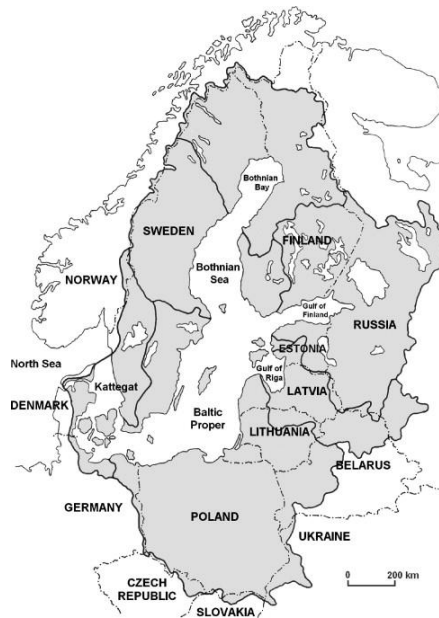 Bothnian
Bay
SWEDEN
FINLAND
Bothnian
Sea
NORWAY
Gulf of
Finland
RUSSIA
ESTONIA
North Sea
Gulf of
Riga
Kattegat
LATVIA
DENMARK
Baltic
Proper
LITHUANIA
BELARUS
GERMANY
POLAND
UKRAINE
CZECH
REPUBLIC
0 200 km
SLOVAKIA